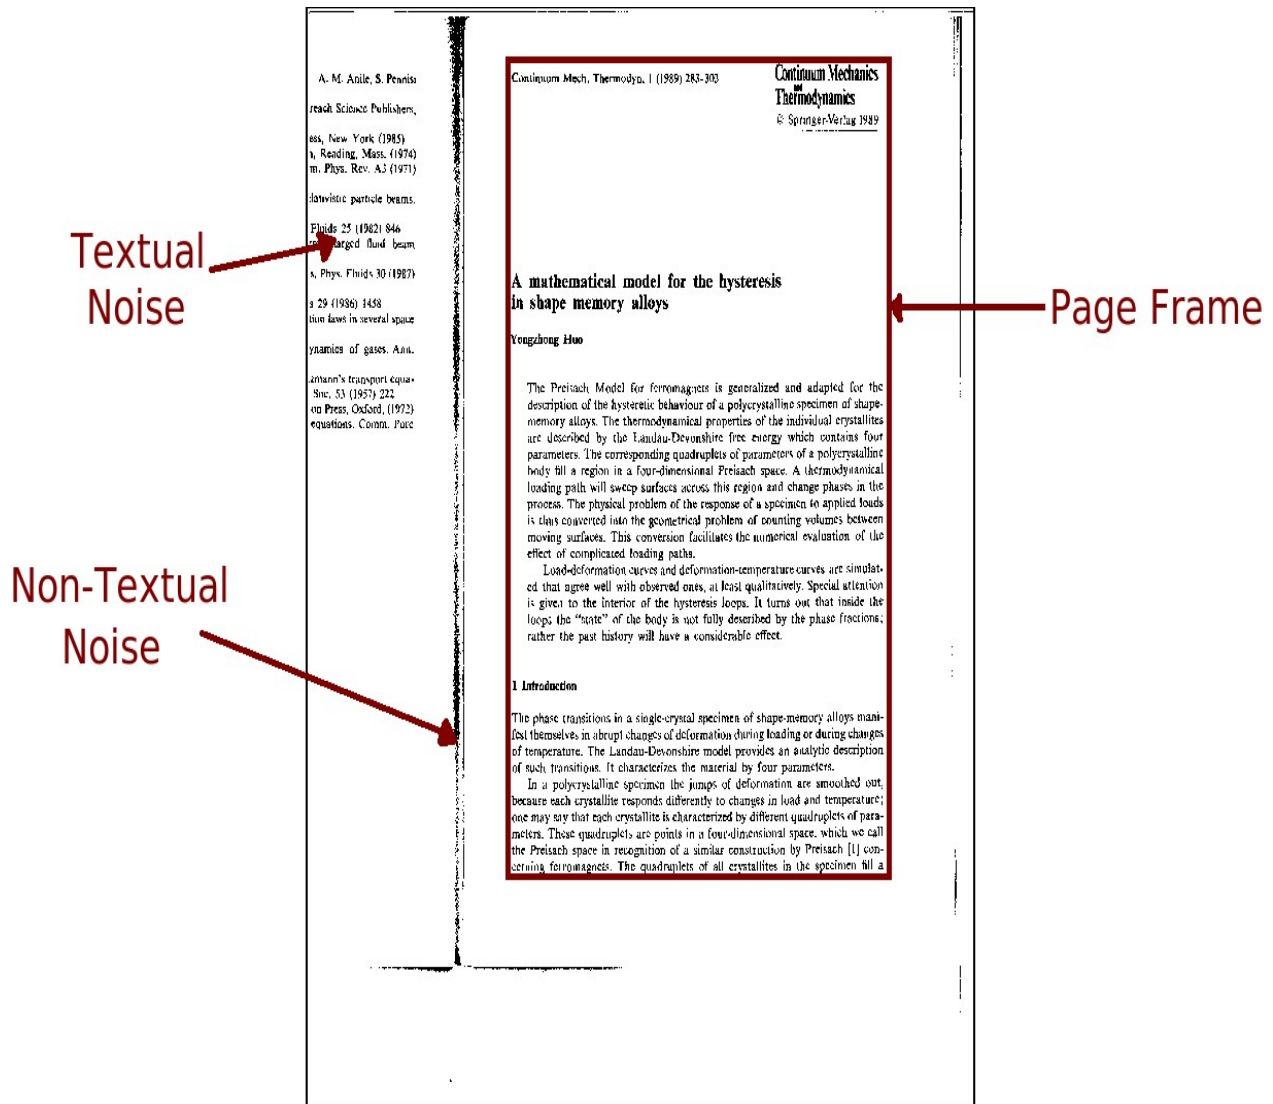 Textual
Noise
Non-Textual
Noise
A. M. Anile, S. Pennisi
reach Science Publishers,
ess, New York (1985)
n, Reading, Mass. (1974)
m. Phys. Rev. A3 (1971)
lativistic particle beams.
Fluids 25 (1982) 846
arged fluid beam
s, Phys. Fluids 30 (1987)
s 29 (1986) 1458
tion laws in several space
ynamics of gases. Ann.
zmann's transport equa-
Soc. 53 (1957) 222
on Press, Oxford, (1972)
equations. Comm. Pure
Continuum Mech. Thermodyn. 1 (1989) 283-303
Continuum Mechanics
and
Thermodynamics
© Springer-Verlag 1989
A mathematical model for the hysteresis
in shape memory alloys
Yongzhong Huo
The Preisach Model for ferromagnets is generalized and adapted for the
description of the hysteretic behaviour of a polycrystalline specimen of shape-
memory alloys. The thermodynamical properties of the individual crystallites
are described by the Landau-Devonshire free energy which contains four
parameters. The corresponding quadruplets of parameters of a polycrystalline
body fill a region in a four-dimensional Preisach space. A thermodynamical
loading path will sweep surfaces across this region and change phases in the
process. The physical problem of the response of a specimen to applied loads
is thus converted into the geometrical problem of counting volumes between
moving surfaces. This conversion facilitates the numerical evaluation of the
effect of complicated loading paths.
Load-deformation curves and deformation-temperature curves are simulat-
ed that agree well with observed ones, at least qualitatively. Special attention
is given to the interior of the hysteresis loops. It turns out that inside the
loops the "state" of the body is not fully described by the phase fractions;
rather the past history will have a considerable effect.
1 Introduction
The phase transitions in a single-crystal specimen of shape-memory alloys mani-
fest themselves in abrupt changes of deformation during loading or during changes
of temperature. The Landau-Devonshire model provides an analytic description
of such transitions. It characterizes the material by four parameters.
In a polycrystalline specimen the jumps of deformation are smoothed out,
because each crystallite responds differently to changes in load and temperature;
one may say that each crystallite is characterized by different quadruplets of para-
meters. These quadruplets are points in a four-dimensional space, which we call
the Preisach space in recognition of a similar construction by Preisach [1] con-
cerning ferromagnets. The quadruplets of all crystallites in the specimen fill a
Page Frame